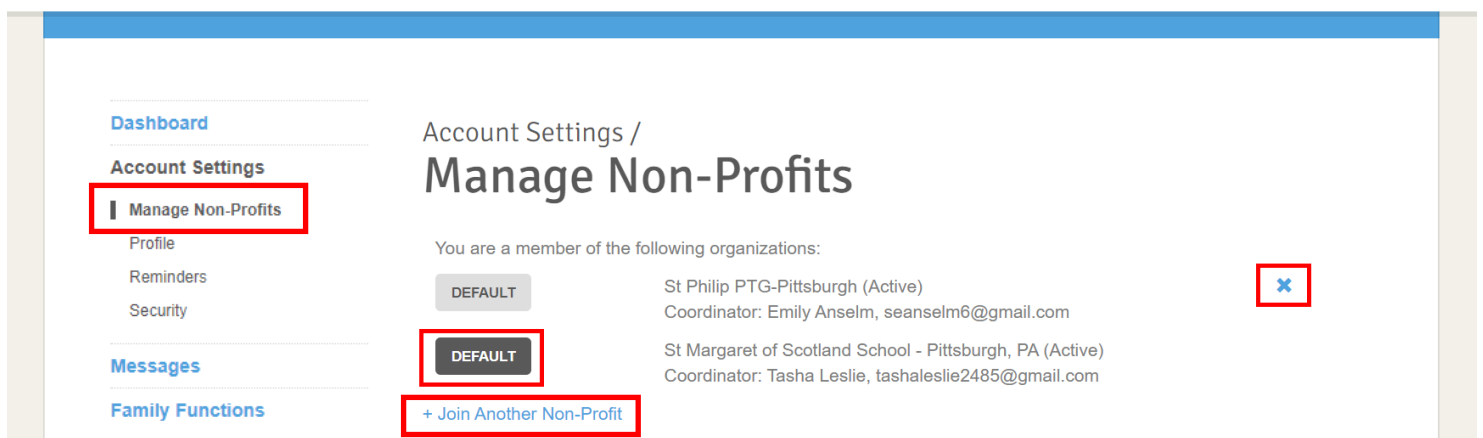 Dashboard
Account Settings
Manage Non-Profits
Profile
Reminders
Security
Messages
Family Functions
Account Settings /
Manage Non-Profits
You are a member of the following organizations:
DEFAULT
St Philip PTG-Pittsburgh (Active)
Coordinator: Emily Anselm, seanselm6@gmail.com
DEFAULT
St Margaret of Scotland School - Pittsburgh, PA (Active)
Coordinator: Tasha Leslie, tashaleslie2485@gmail.com
+ Join Another Non-Profit